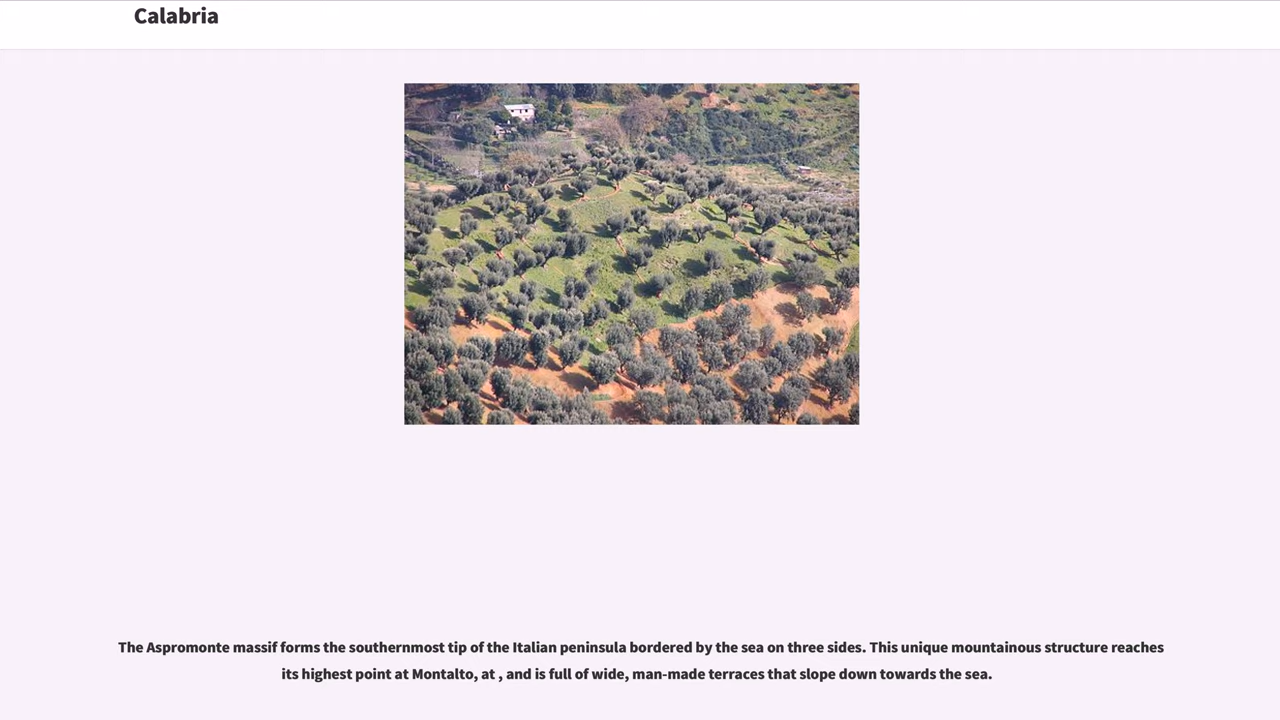 Calabria
The Aspromonte massif forms the southernmost tip of the Italian peninsula bordered by the sea on three sides. This unique mountainous structure reaches
its highest point at Montalto, at , and is full of wide, man-made terraces that slope down towards the sea.